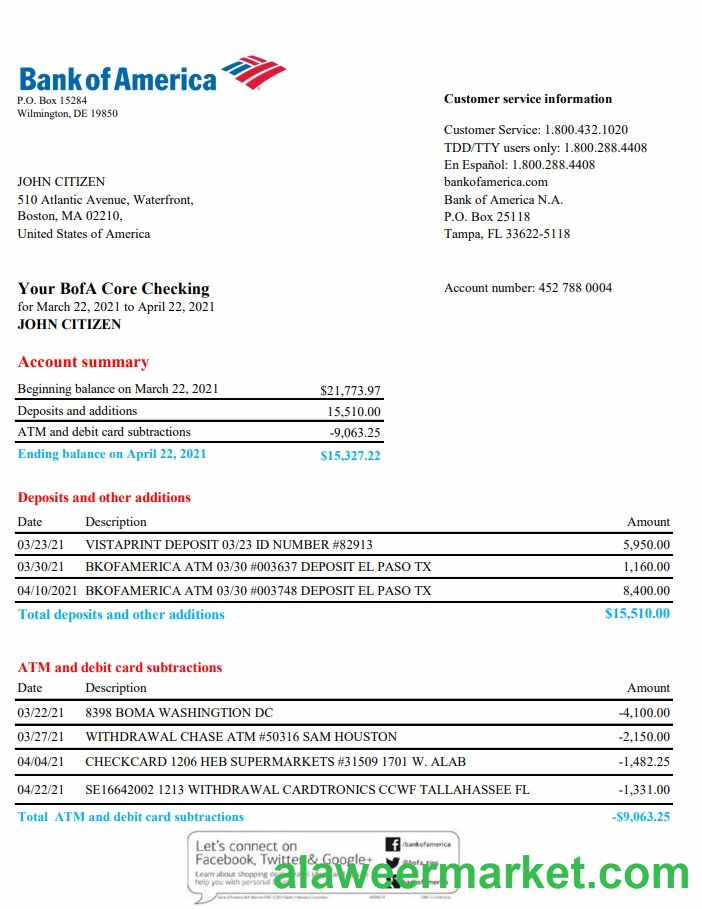 Bank of America
P.O. Box 15284
Wilmington, DE 19850
Customer service information
Customer Service: 1.800.432.1020
TDD/TTY users only: 1.800.288.4408
En Español: 1.800.288.4408
bankofamerica.com
Bank of America N.A.
P.O. Box 25118
Tampa, FL 33622-5118
JOHN CITIZEN
510 Atlantic Avenue, Waterfront,
Boston, MA 02210,
United States of America
Your BofA Core Checking
for March 22, 2021 to April 22, 2021
JOHN CITIZEN
Account number: 452 788 0004
Account summary
Beginning balance on March 22, 2021 $21,773.97
Deposits and additions 15,510.00
ATM and debit card subtractions -9,063.25
Ending balance on April 22, 2021 $15,327.22
Deposits and other additions
Date Description Amount
03/23/21 VISTAPRINT DEPOSIT 03/23 ID NUMBER #82913 5,950.00
03/30/21 BKOFAMERICA ATM 03/30 #003637 DEPOSIT EL PASO TX 1,160.00
04/10/2021 BKOFAMERICA ATM 03/30 #003748 DEPOSIT EL PASO TX 8,400.00
Total deposits and other additions $15,510.00
ATM and debit card subtractions
Date Description Amount
03/22/21 8398 BOMA WASHINGTION DC -4,100.00
03/27/21 WITHDRAWAL CHASE ATM #50316 SAM HOUSTON -2,150.00
04/04/21 CHECKCARD 1206 HEB SUPERMARKETS #31509 1701 W. ALAB -1,482.25
04/22/21 SE16642002 1213 WITHDRAWAL CARDTRONICS CCWF TALLAHASSEE FL -1,331.00
Total ATM and debit card subtractions -$9,063.25
Let's connect on
Facebook, Twitter & Google+
/bankofamerica
Learn about shopping
help you with personal
alaweermarket.com